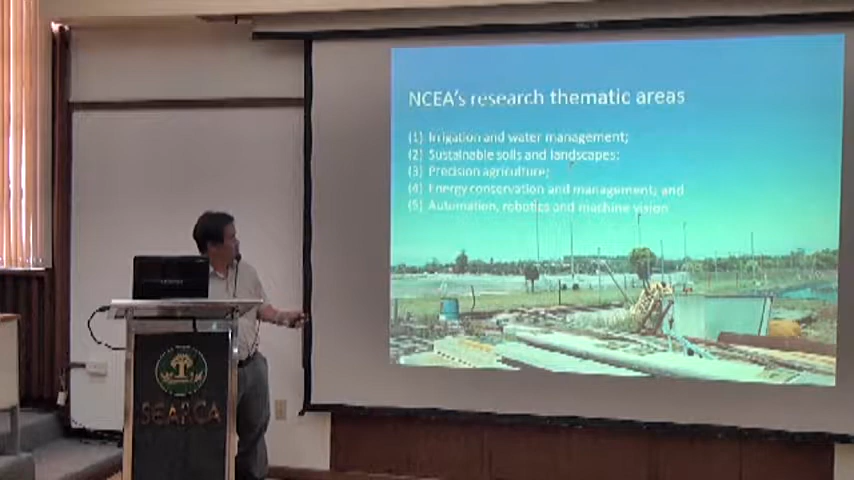 NCEA's research thematic areas
(1) Irrigation and water management;
(2) Sustainable soils and landscapes;
(3) Precision agriculture;
(4) Energy conservation and management; and
(5) Automation, robotics and machine vision
SEARCA